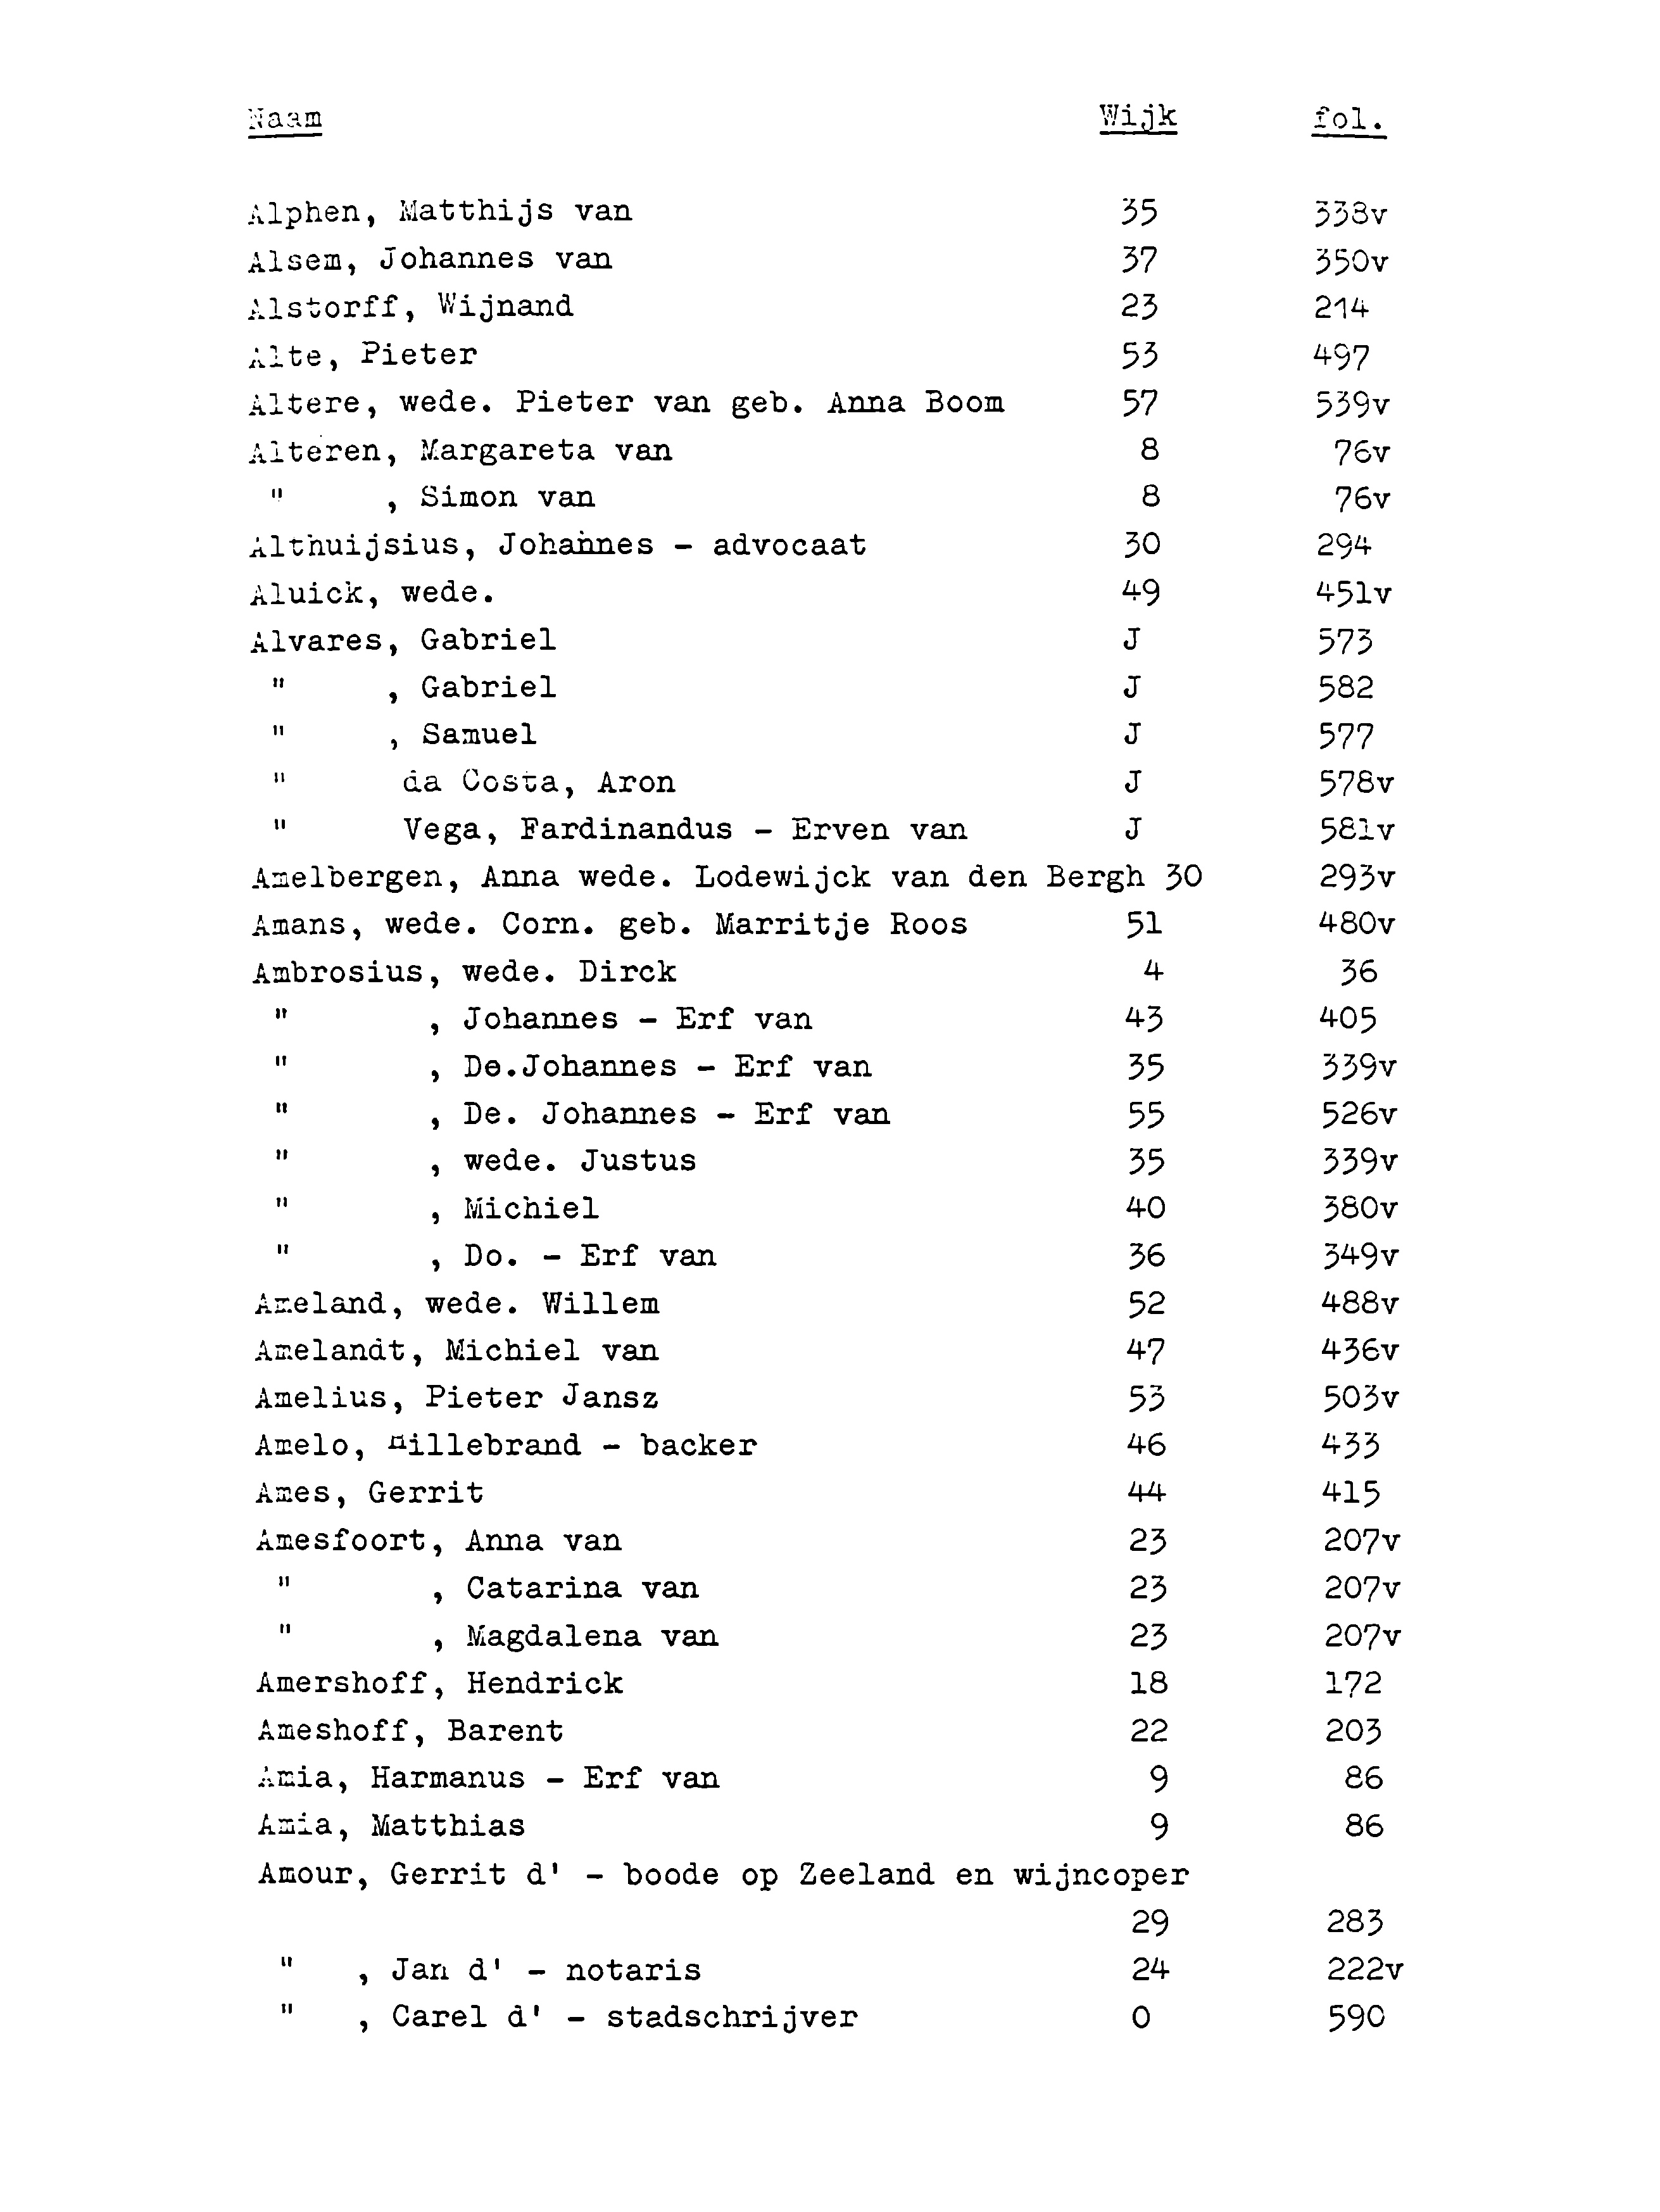 Naam Wijk fol.
Alphen, Matthijs van 35 338v
Alsem, Johannes van 37 350v
Alstorff, Wijnand 23 214
Alte, Pieter 53 497
Altere, wede. Pieter van geb. Anna Boom 57 539v
Alteren, Margareta van 8 76v
" , Simon van 8 76v
Althuijsius, Johannes - advocaat 30 294
Aluick, wede. 49 451v
Alvares, Gabriel J 573
" , Gabriel J 582
" , Samuel J 577
" da Costa, Aron J 578v
" Vega, Fardinandus - Erven van J 581v
Amelbergen, Anna wede. Lodewijck van den Bergh 30 293v
Amans, wede. Corn. geb. Marritje Roos 51 480v
Ambrosius, wede. Dirck 4 36
" , Johannes - Erf van 43 405
" , De.Johannes - Erf van 35 339v
" , De. Johannes - Erf van 55 526v
" , wede. Justus 35 339v
" , Michiel 40 380v
" , Do. - Erf van 36 349v
Ameland, wede. Willem 52 488v
Amelandt, Michiel van 47 436v
Amelius, Pieter Jansz 53 503v
Amelo, Hillebrand - backer 46 433
Ames, Gerrit 44 415
Amesfoort, Anna van 23 207v
" , Catarina van 23 207v
" , Magdalena van 23 207v
Amershoff, Hendrick 18 172
Ameshoff, Barent 22 203
Amia, Harmanus - Erf van 9 86
Amia, Matthias 9 86
Amour, Gerrit d' - boode op Zeeland en wijncoper
29 283
" , Jan d' - notaris 24 222v
" , Carel d' - stadschrijver O 590